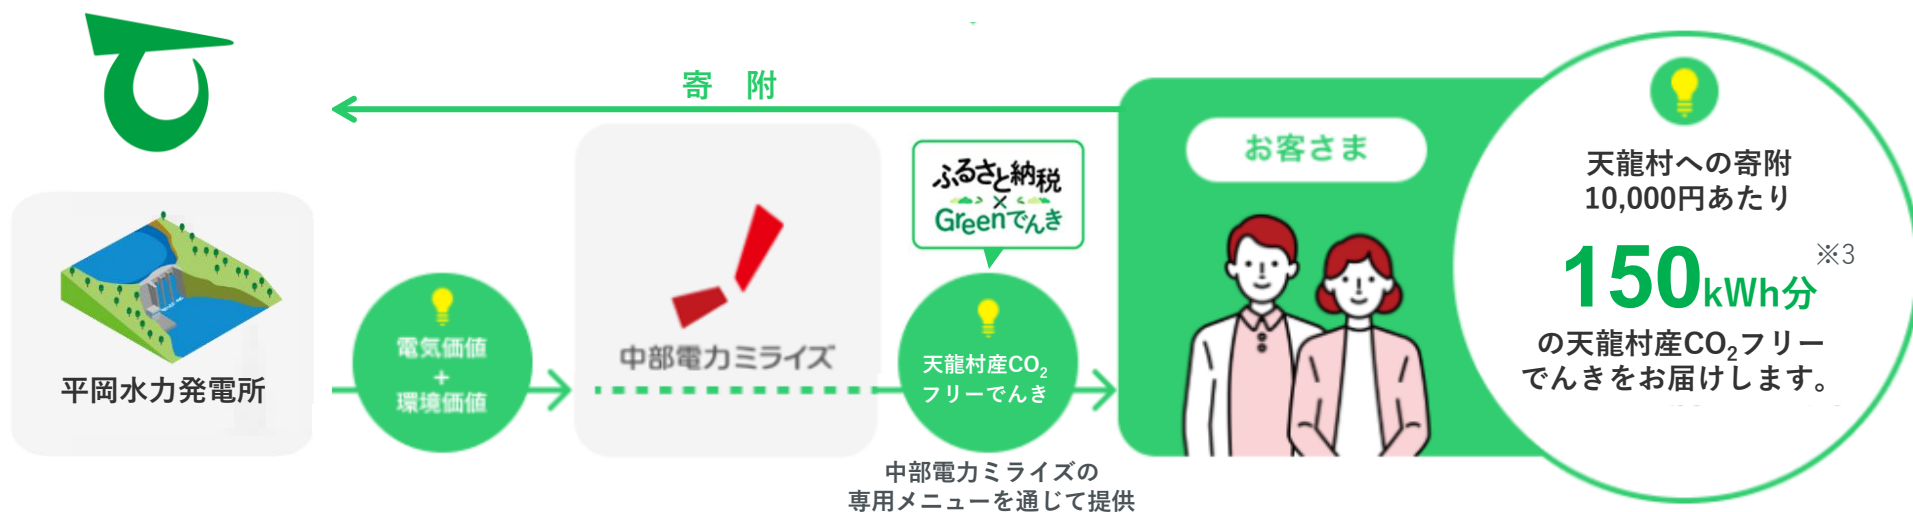 寄 附
平岡水力発電所
電気価値
+
環境価値
中部電力ミライズ
ふるさと納税
×
Greenでんき
天龍村産CO₂
フリーでんき
中部電力ミライズの
専用メニューを通じて提供
お客さま
天龍村への寄附
10,000円あたり
150kWh分※3
の天龍村産CO₂フリー
でんきをお届けします。